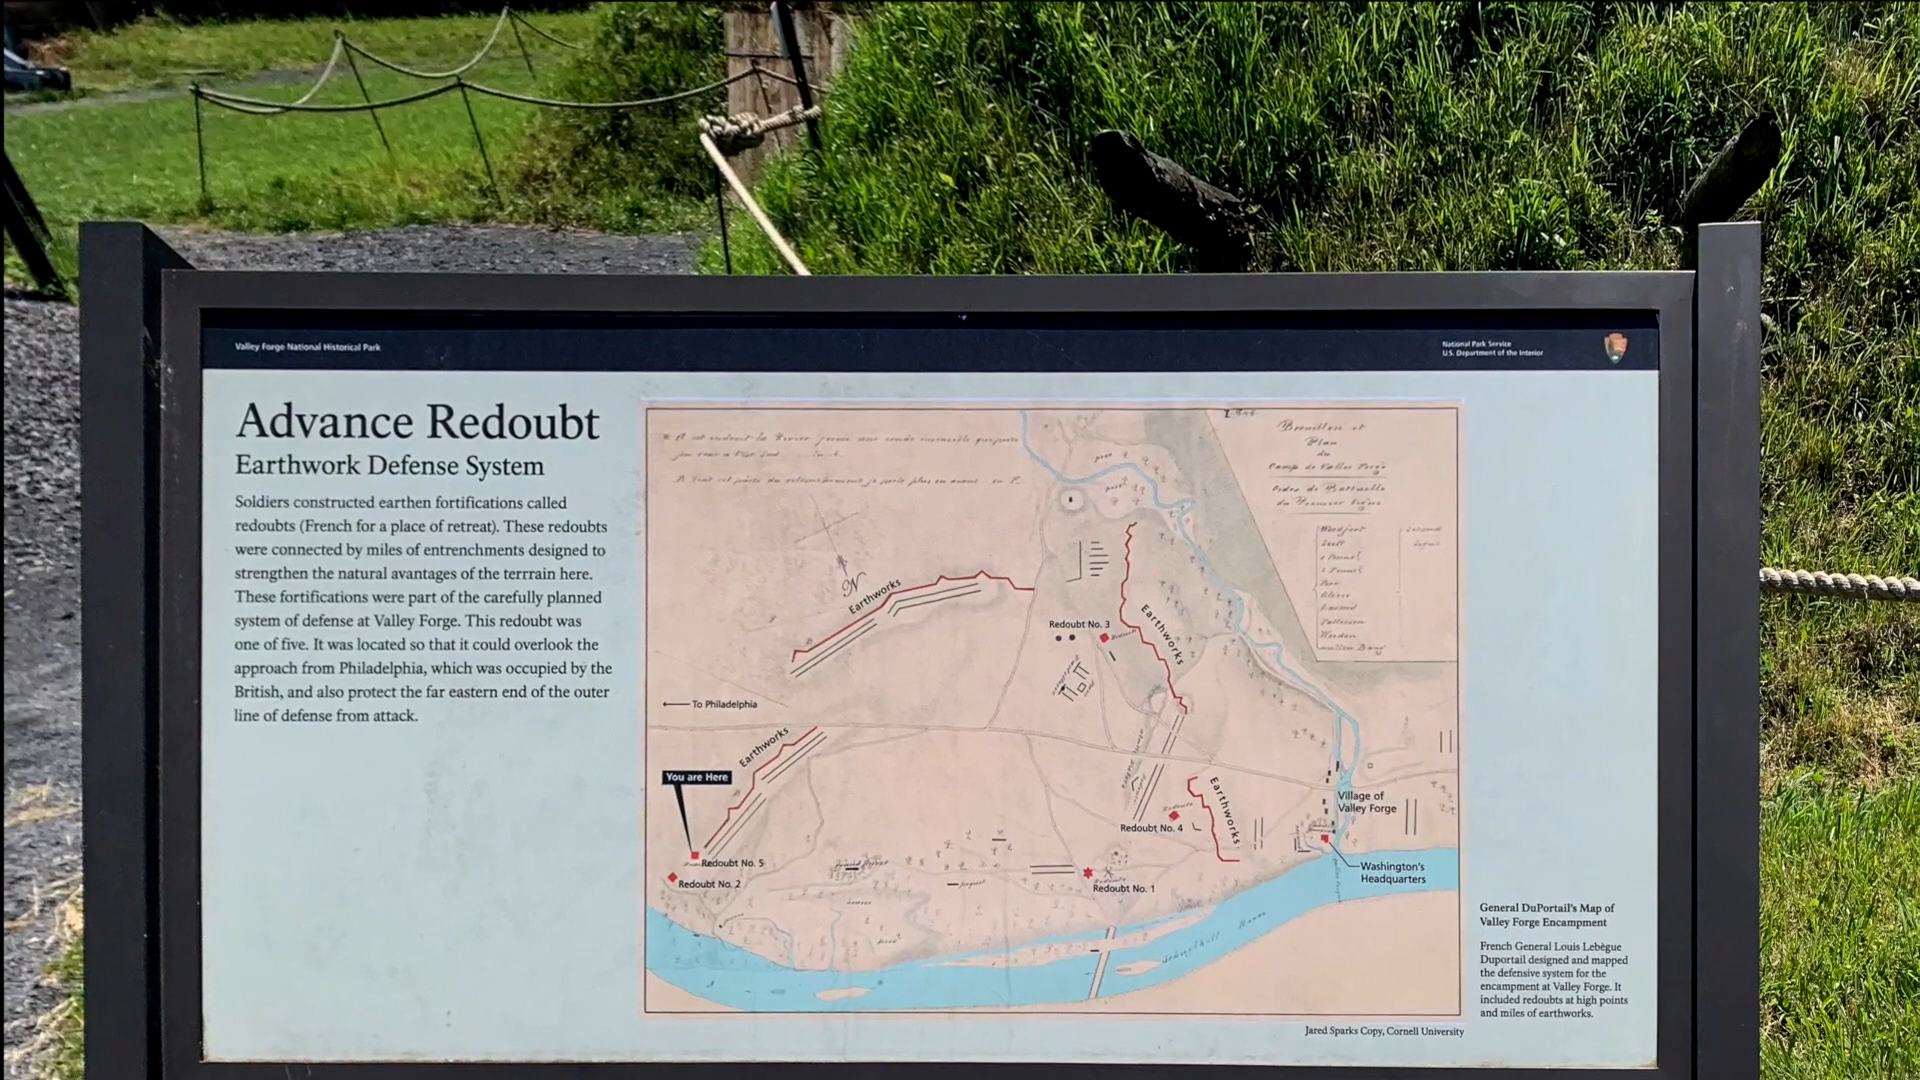 Valley Forge National Historical Park
National Park Service
U.S. Department of the Interior
Advance Redoubt
Earthwork Defense System
Soldiers constructed earthen fortifications called
redoubts (French for a place of retreat). These redoubts
were connected by miles of entrenchments designed to
strengthen the natural avantages of the terrrain here.
These fortifications were part of the carefully planned
system of defense at Valley Forge. This redoubt was
one of five. It was located so that it could overlook the
approach from Philadelphia, which was occupied by the
British, and also protect the far eastern end of the outer
line of defense from attack.
Plan
du
N
Earthworks
Redoubt No. 3
Earthworks
To Philadelphia
Earthworks
You are Here
Redoubt No. 5
Redoubt No. 2
Earthworks
Redoubt No. 4
Redoubt No. 1
Village of
Valley Forge
Washington's
Headquarters
General DuPortail's Map of
Valley Forge Encampment
French General Louis Lebègue
Duportail designed and mapped
the defensive system for the
encampment at Valley Forge. It
included redoubts at high points
and miles of earthworks.
Jared Sparks Copy, Cornell University